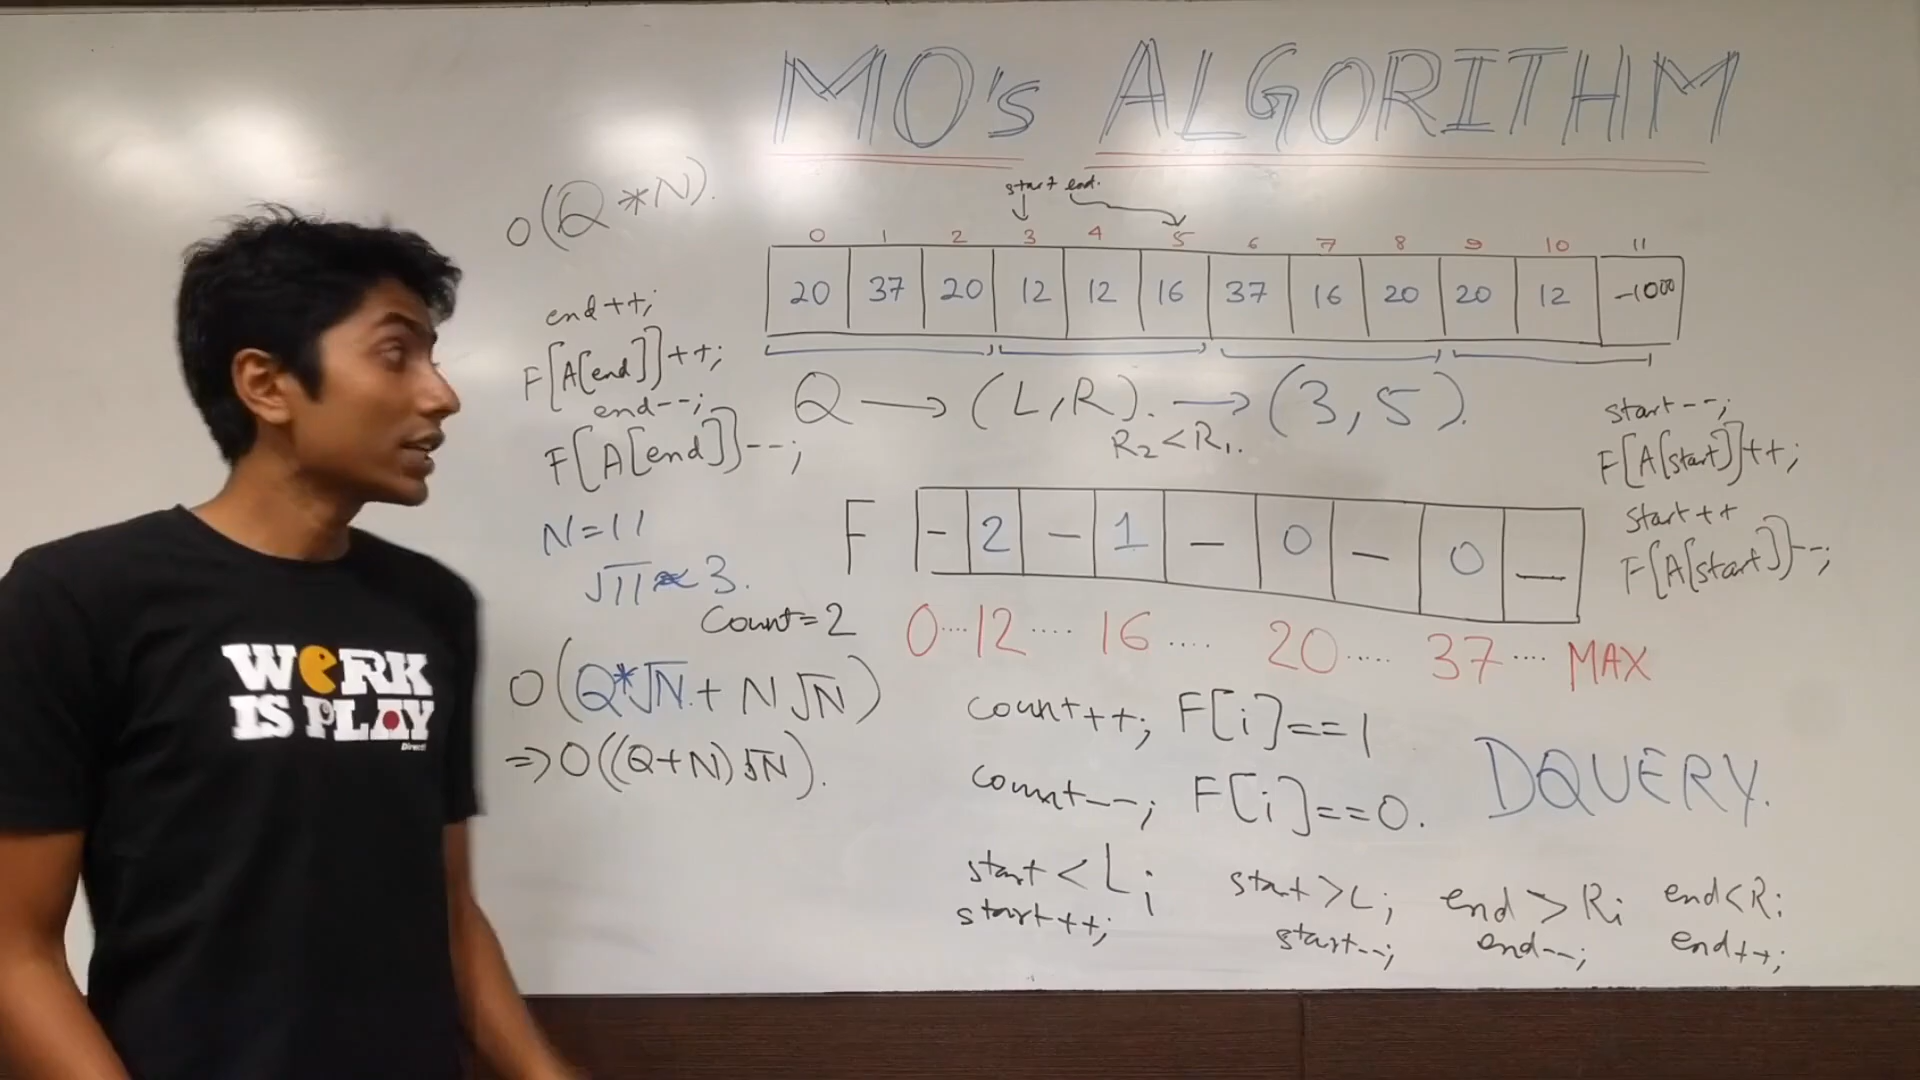 MO's ALGORITHM
O(Q*N).
start end.
0 1 2 3 4 5 6 7 8 9 10 11
20 37 20 12 12 16 37 16 20 20 12 -1000
end++;
F[A[end]]++;
end--;
F[A[end]]--;
Q → (L,R). → (3,5).
R2<R1.
start--;
F[A[start]]++;
start++
F[A[start]]--;
N=11
√11≈3.
Count=2
F - 2 - 1 - 0 - 0 -
0...12....16....20.....37....MAX
O(Q*√N+N√N)
=>O((Q+N)√N).
count++; F[i]==1
count--; F[i]==0.
DQUERY.
start<L;
start++;
start>L;
start--;
end>R;
end--;
end<R;
end++;
WORK
IS PLAY
Directi